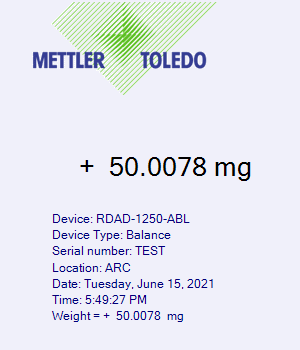 METTLER TOLEDO
+ 50.0078 mg
Device: RDAD-1250-ABL
Device Type: Balance
Serial number: TEST
Location: ARC
Date: Tuesday, June 15, 2021
Time: 5:49:27 PM
Weight = + 50.0078 mg